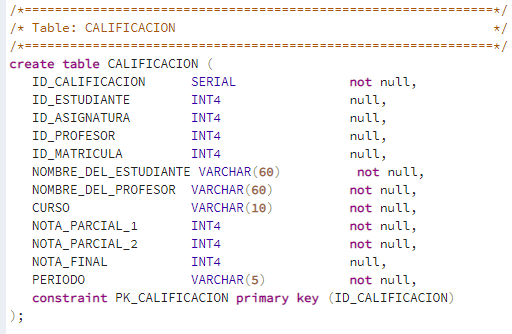 /*==============================================================*/
/* Table: CALIFICACION                                          */
/*==============================================================*/
create table CALIFICACION (
   ID_CALIFICACION      SERIAL               not null,
   ID_ESTUDIANTE        INT4                 null,
   ID_ASIGNATURA        INT4                 null,
   ID_PROFESOR          INT4                 null,
   ID_MATRICULA         INT4                 null,
   NOMBRE_DEL_ESTUDIANTE VARCHAR(60)          not null,
   NOMBRE_DEL_PROFESOR  VARCHAR(60)          not null,
   CURSO                VARCHAR(10)          not null,
   NOTA_PARCIAL_1       INT4                 not null,
   NOTA_PARCIAL_2       INT4                 not null,
   NOTA_FINAL           INT4                 null,
   PERIODO              VARCHAR(5)           not null,
   constraint PK_CALIFICACION primary key (ID_CALIFICACION)
);